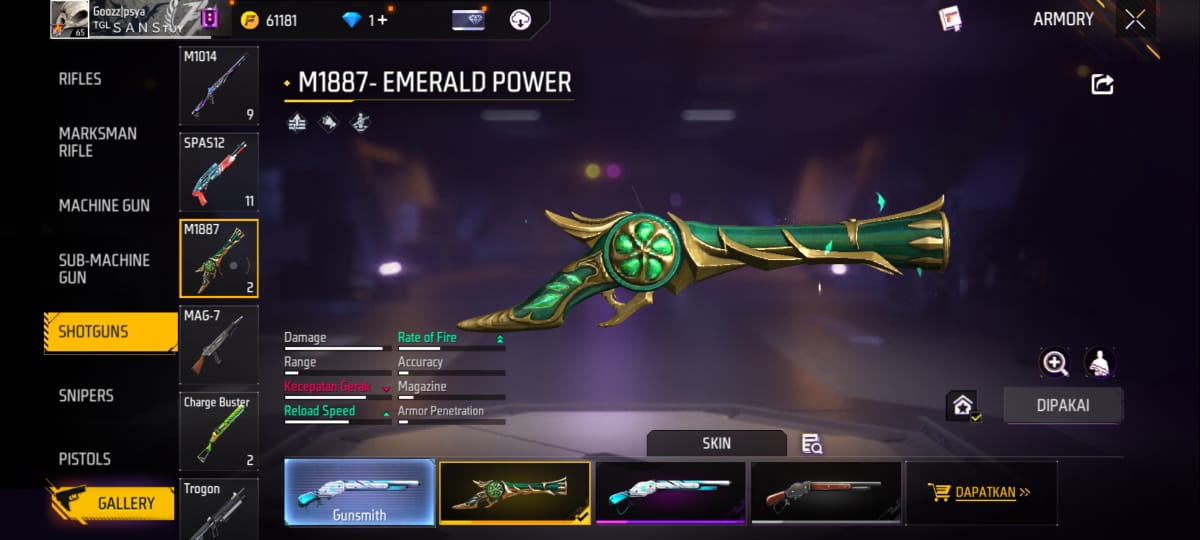 Goozz|psya
TGL SANSTUY
65
61181
1+
ARMORY
RIFLES
MARKSMAN
RIFLE
MACHINE GUN
SUB-MACHINE
GUN
SHOTGUNS
SNIPERS
PISTOLS
GALLERY
M1014
9
SPAS12
11
M1887
2
MAG-7
Charge Buster
2
Trogon
M1887- EMERALD POWER
Damage
Rate of Fire
Range
Accuracy
Kecepatan Gerak
Magazine
Reload Speed
Armor Penetration
DIPAKAI
SKIN
Gunsmith
DAPATKAN >>